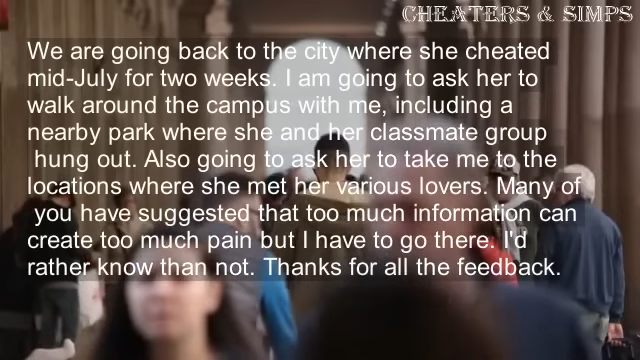 CHEATERS & SIMPS
We are going back to the city where she cheated
mid-July for two weeks. I am going to ask her to
walk around the campus with me, including a
nearby park where she and her classmate group
hung out. Also going to ask her to take me to the
locations where she met her various lovers. Many of
you have suggested that too much information can
create too much pain but I have to go there. I'd
rather know than not. Thanks for all the feedback.